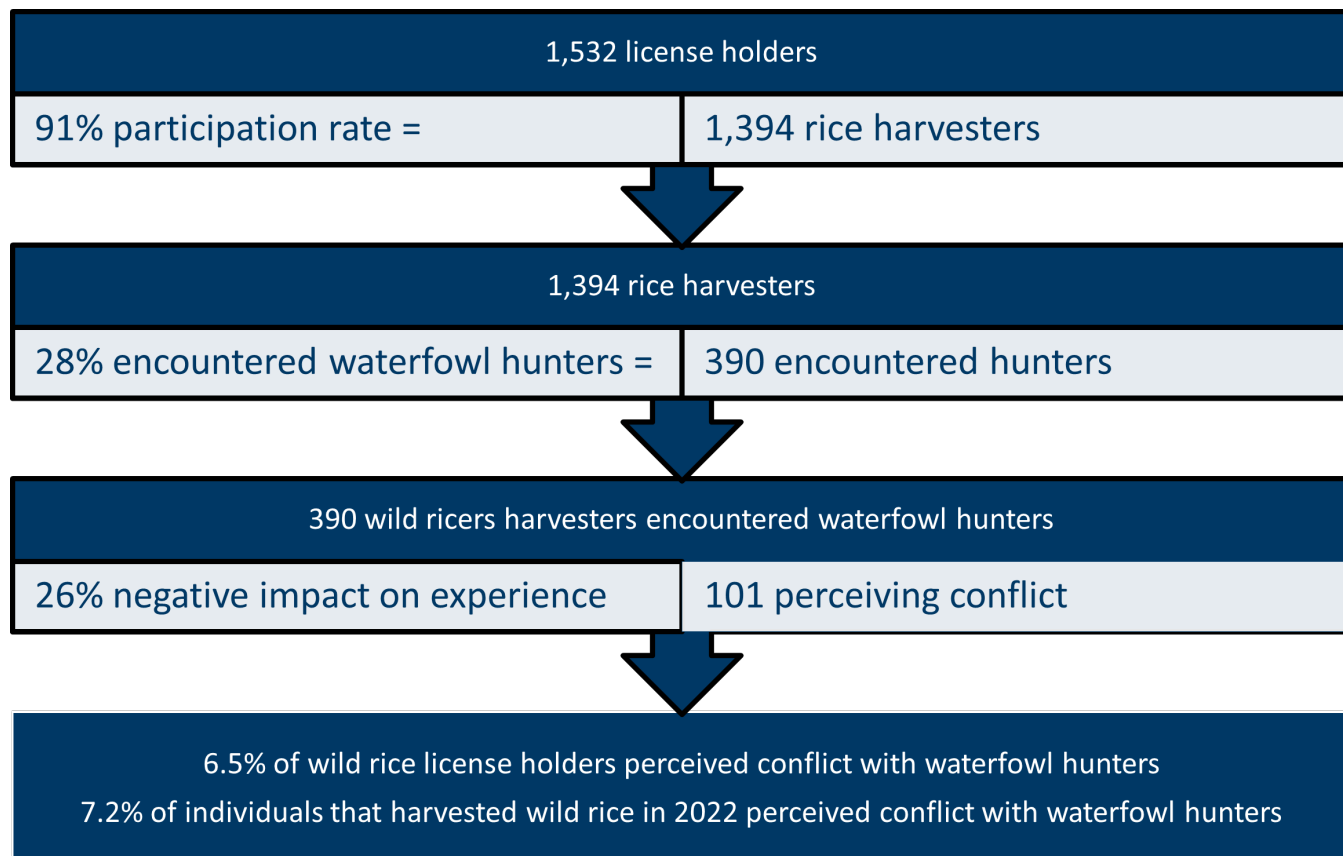 1,532 license holders
91% participation rate =
1,394 rice harvesters
1,394 rice harvesters
28% encountered waterfowl hunters =
390 encountered hunters
390 wild ricers harvesters encountered waterfowl hunters
26% negative impact on experience
101 perceiving conflict
6.5% of wild rice license holders perceived conflict with waterfowl hunters
7.2% of individuals that harvested wild rice in 2022 perceived conflict with waterfowl hunters